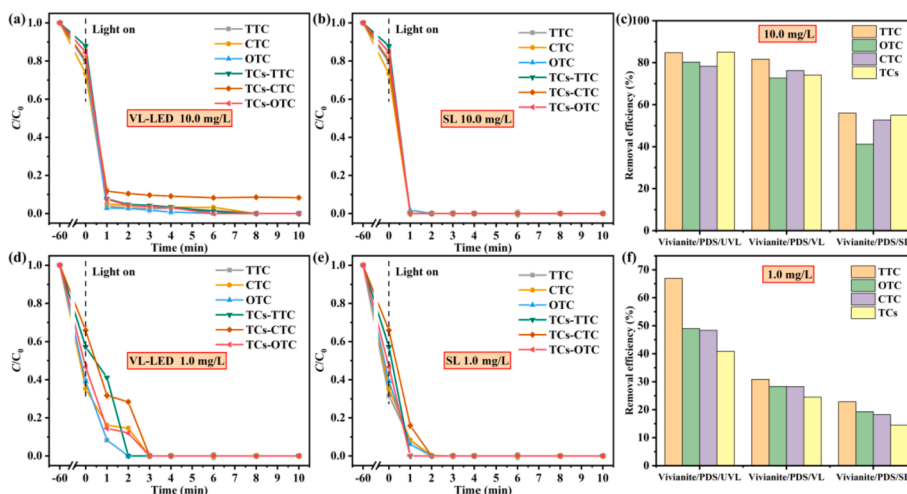 (a)
C/C0
1.0
0.8
0.6
0.4
0.2
0.0
Light on
TTC
CTC
OTC
TCs-TTC
TCs-CTC
TCs-OTC
VL-LED 10.0 mg/L
-60 0 1 2 3 4 5 6 7 8 9 10
Time (min)
(b)
C/C0
1.0
0.8
0.6
0.4
0.2
0.0
Light on
TTC
CTC
OTC
TCs-TTC
TCs-CTC
TCs-OTC
SL 10.0 mg/L
-60 0 1 2 3 4 5 6 7 8 9 10
Time (min)
(c)
Removal efficiency (%)
100
80
60
40
20
0
10.0 mg/L
TTC
OTC
CTC
TCs
Vivianite/PDS/UVL Vivianite/PDS/VL Vivianite/PDS/SL
(d)
C/C0
1.0
0.8
0.6
0.4
0.2
0.0
Light on
TTC
CTC
OTC
TCs-TTC
TCs-CTC
TCs-OTC
VL-LED 1.0 mg/L
-60 0 1 2 3 4 5 6 7 8 9 10
Time (min)
(e)
C/C0
1.0
0.8
0.6
0.4
0.2
0.0
Light on
TTC
CTC
OTC
TCs-TTC
TCs-CTC
TCs-OTC
SL 1.0 mg/L
-60 0 1 2 3 4 5 6 7 8 9 10
Time (min)
(f)
Removal efficiency (%)
70
60
50
40
30
20
10
0
1.0 mg/L
TTC
OTC
CTC
TCs
Vivianite/PDS/UVL Vivianite/PDS/VL Vivianite/PDS/SL